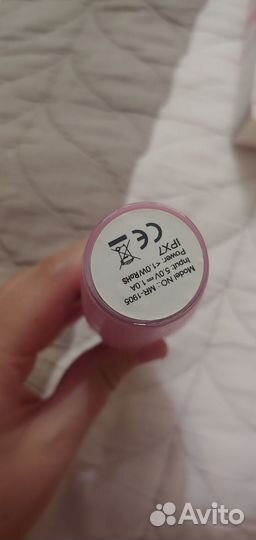 Model NO.: MR-1905
Input: 5.0V⎓1.0A
Power: <1.0W RoHS
IPX7
CE
Avito